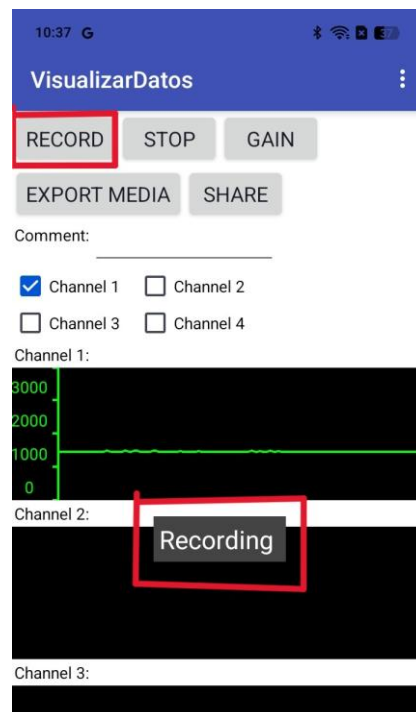 10:37 G
37
VisualizarDatos
RECORD STOP GAIN
EXPORT MEDIA SHARE
Comment:
Channel 1 Channel 2
Channel 3 Channel 4
Channel 1:
3000
2000
1000
0
Channel 2:
Recording
Channel 3: